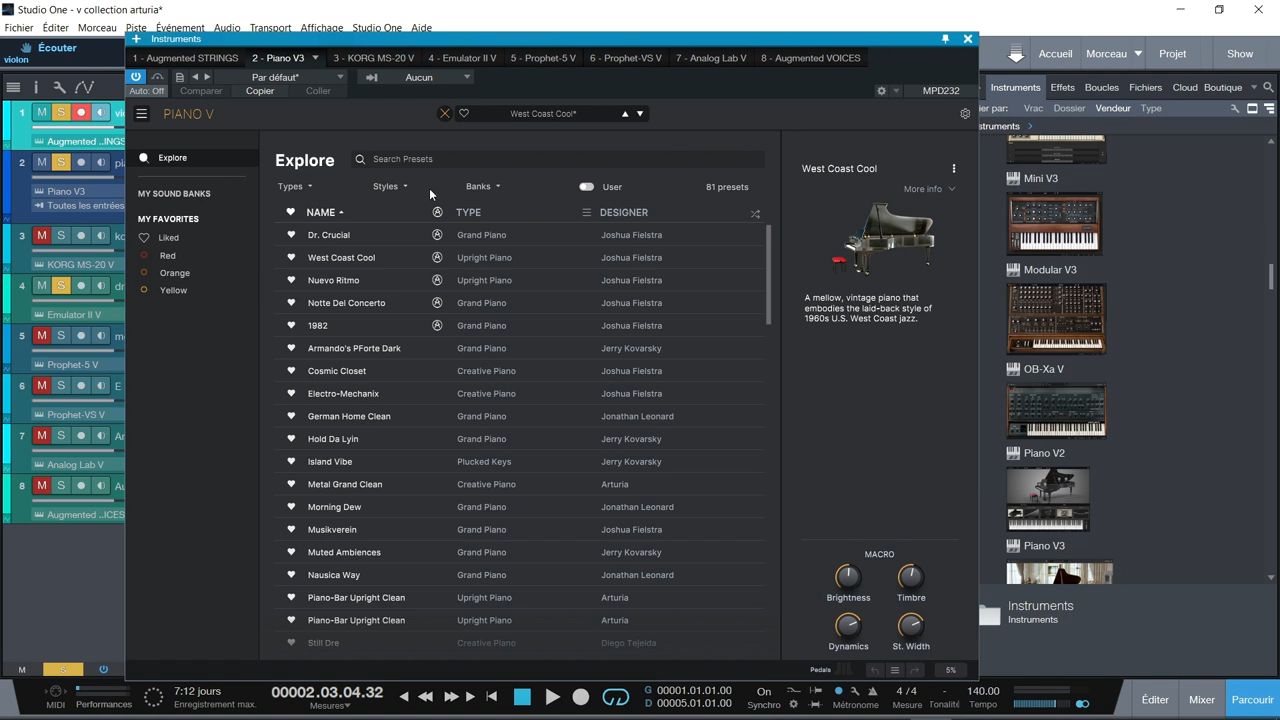 Studio One - v collection arturia*
Fichier Éditer Morceau Piste Événement Audio Transport Affichage Studio One Aide
Écouter
violon
Instruments
1 - Augmented STRINGS 2 - Piano V3 3 - KORG MS-20 V 4 - Emulator II V 5 - Prophet-5 V 6 - Prophet-VS V 7 - Analog Lab V 8 - Augmented VOICES
Par défaut* Aucun
Auto: Off Comparer Copier Coller MPD232
PIANO V West Coast Cool*
Accueil Morceau Projet Show
Instruments Effets Boucles Fichiers Cloud Boutique
ier par: Vrac Dossier Vendeur Type
struments
1 M S
Augmented ..INGS
2 M S
Piano V3
Toutes les entrées
3 M S
KORG MS-20 V
4 M S
Emulator II V
5 M S
Prophet-5 V
6 M S E
Prophet-VS V
7 M S
Analog Lab V
8 M S
Augmented ..ICES
Explore
MY SOUND BANKS
MY FAVORITES
Liked
Red
Orange
Yellow
Explore Search Presets
Types Styles Banks User 81 presets
NAME TYPE DESIGNER
Dr. Crucial Grand Piano Joshua Fielstra
West Coast Cool Upright Piano Joshua Fielstra
Nuevo Ritmo Upright Piano Joshua Fielstra
Notte Del Concerto Grand Piano Joshua Fielstra
1982 Grand Piano Joshua Fielstra
Armando's PForte Dark Grand Piano Jerry Kovarsky
Cosmic Closet Creative Piano Joshua Fielstra
Electro-Mechanix Creative Piano Joshua Fielstra
German Home Clean Grand Piano Jonathan Leonard
Hold Da Lyin Grand Piano Jerry Kovarsky
Island Vibe Plucked Keys Jerry Kovarsky
Metal Grand Clean Creative Piano Arturia
Morning Dew Grand Piano Jonathan Leonard
Musikverein Grand Piano Joshua Fielstra
Muted Ambiences Grand Piano Jerry Kovarsky
Nausica Way Grand Piano Jonathan Leonard
Piano-Bar Upright Clean Upright Piano Arturia
Piano-Bar Upright Clean Upright Piano Arturia
Still Dre Creative Piano Diego Tejeida
West Coast Cool
More info
A mellow, vintage piano that
embodies the laid-back style of
1960s U.S. West Coast jazz.
MACRO
Brightness Timbre
Dynamics St. Width
Pedals 5%
Mini V3
Modular V3
OB-Xa V
Piano V2
Piano V3
Instruments
Instruments
M S
MIDI Performances
7:12 jours
Enregistrement max.
00002.03.04.32
Mesures
G 00001.01.01.00
D 00005.01.01.00
On
Synchro
Métronome
4 / 4
Mesure
-
Tonalité
140.00
Tempo
Éditer Mixer Parcourir